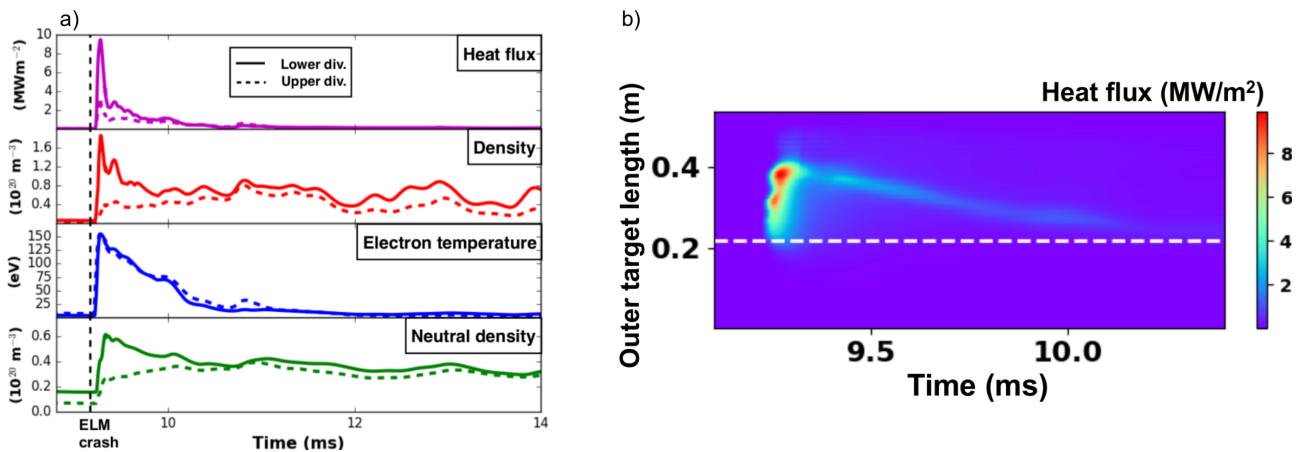 a)
10
8
6
4
2
(MWm⁻²)
Heat flux
Lower div.
Upper div.
1.6
1.2
0.8
0.4
(10²⁰ m⁻³)
Density
150
125
100
75
50
25
(eV)
Electron temperature
0.6
0.4
0.2
0.0
(10²⁰ m⁻³)
Neutral density
10 12 14
ELM
crash
Time (ms)
b)
Heat flux (MW/m²)
Outer target length (m)
0.4
0.2
9.5 10.0
Time (ms)
8
6
4
2
0